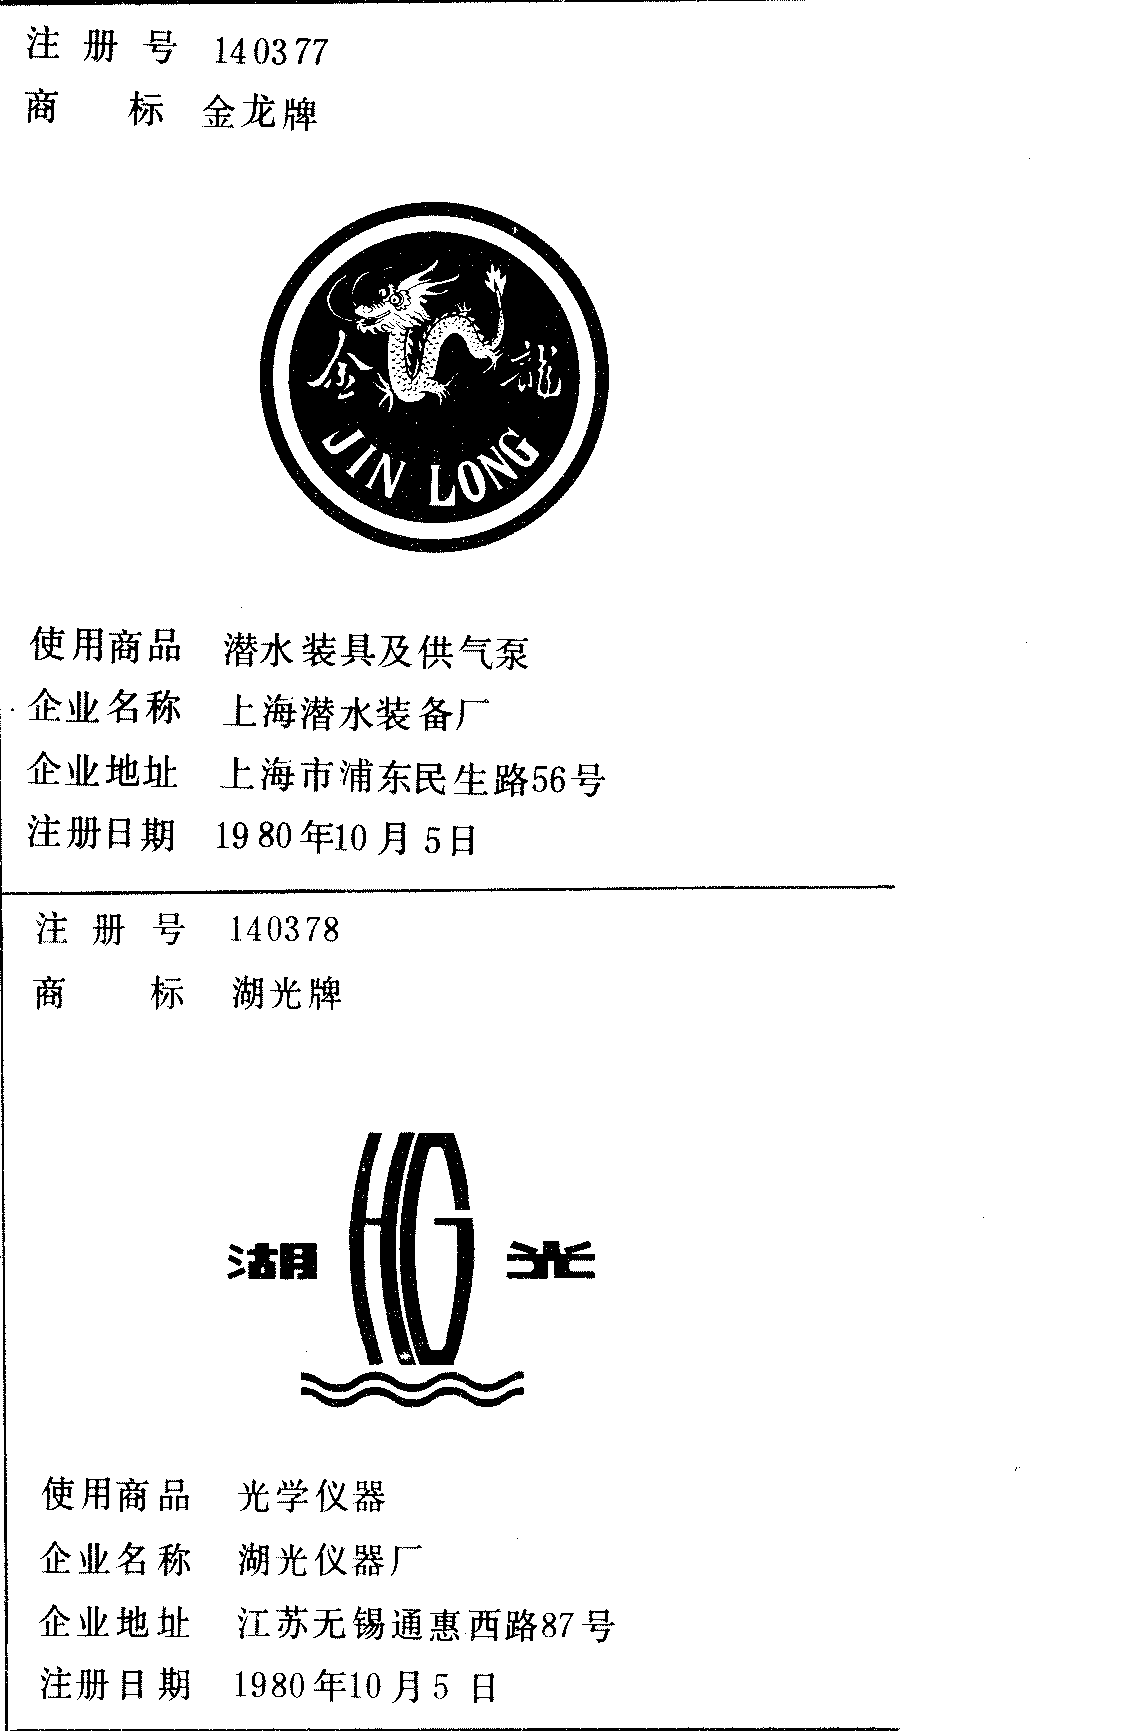 注册号 140377
商标 金龙牌
金 龍
JIN LONG
使用商品 潜水装具及供气泵
企业名称 上海潜水装备厂
企业地址 上海市浦东民生路56号
注册日期 1980年10月5日
注册号 140378
商标 湖光牌
HG
湖 光
使用商品 光学仪器
企业名称 湖光仪器厂
企业地址 江苏无锡通惠西路87号
注册日期 1980年10月5日